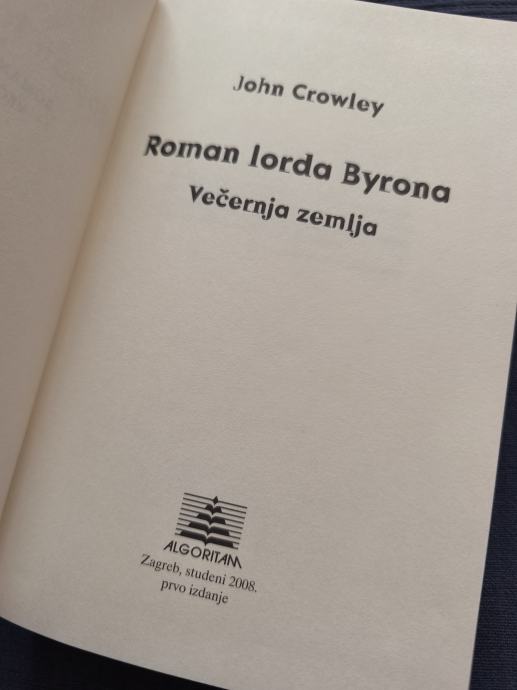 John Crowley
Roman lorda Byrona
Večernja zemlja
ALGORITAM
Zagreb, studeni 2008.
prvo izdanje